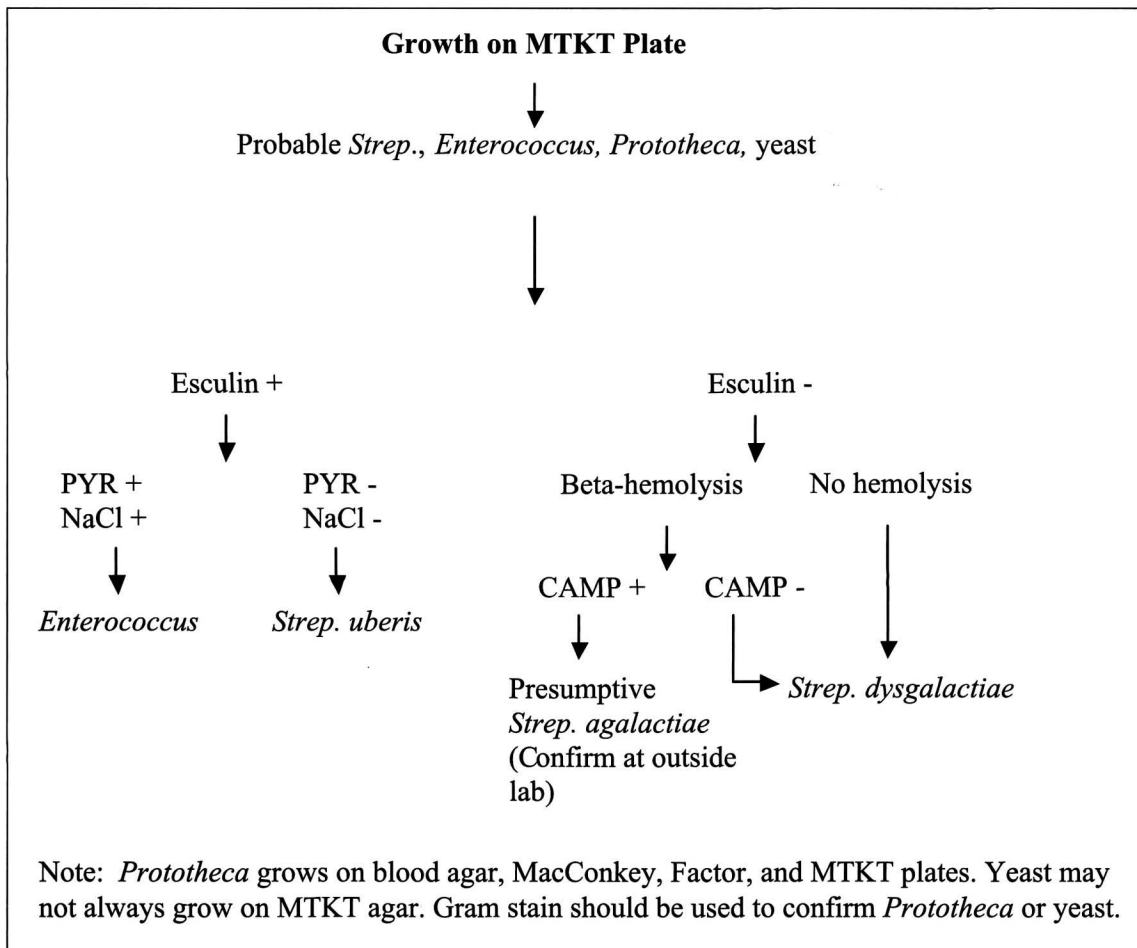 Growth on MTKT Plate
Probable Strep., Enterococcus, Prototheca, yeast
Esculin +
Esculin -
PYR +
NaCl +
PYR -
NaCl -
Beta-hemolysis
No hemolysis
Enterococcus
Strep. uberis
CAMP +
CAMP -
Presumptive
Strep. agalactiae
(Confirm at outside
lab)
Strep. dysgalactiae
Note: Prototheca grows on blood agar, MacConkey, Factor, and MTKT plates. Yeast may
not always grow on MTKT agar. Gram stain should be used to confirm Prototheca or yeast.